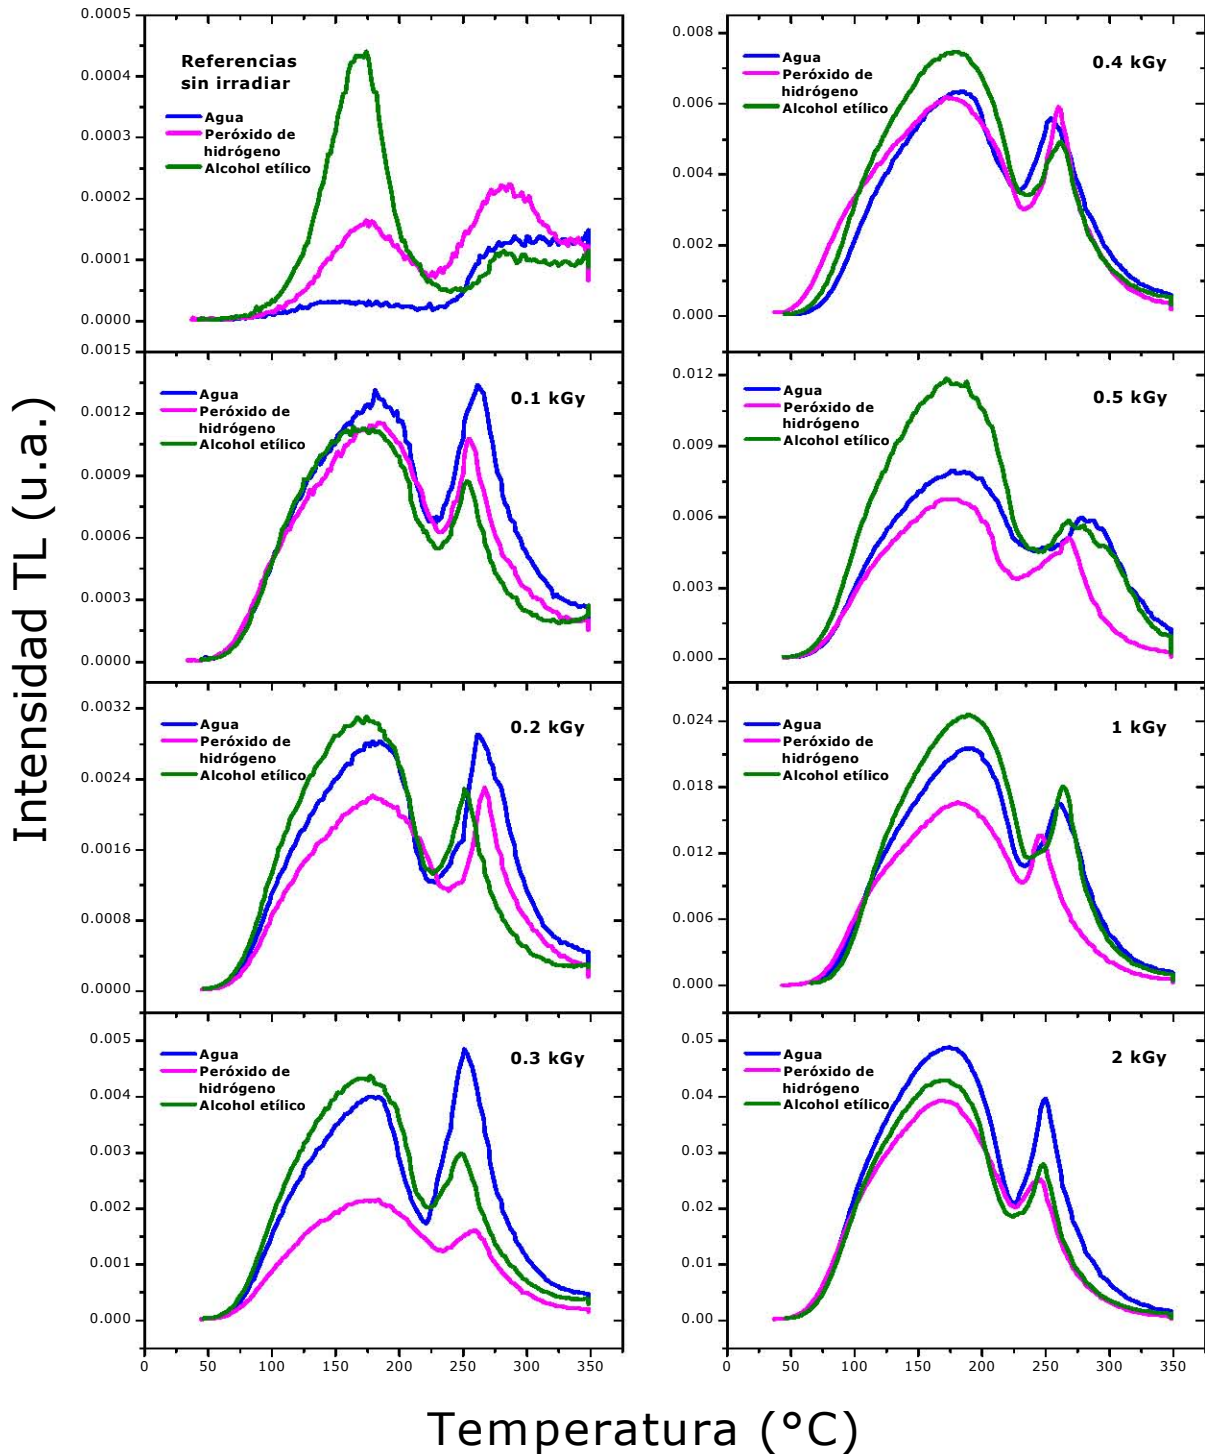 Intensidad TL (u.a.)
0.0005
0.0004
0.0003
0.0002
0.0001
0.0000
Referencias
sin irradiar
Agua
Peróxido de
hidrógeno
Alcohol etílico
0.0015
0.0012
0.0009
0.0006
0.0003
0.0000
Agua
Peróxido de
hidrógeno
Alcohol etílico
0.1 kGy
0.0032
0.0024
0.0016
0.0008
0.0000
Agua
Peróxido de
hidrógeno
Alcohol etílico
0.2 kGy
0.005
0.004
0.003
0.002
0.001
0.000
Agua
Peróxido de
hidrógeno
Alcohol etílico
0.3 kGy
0 50 100 150 200 250 300 350
0.008
0.006
0.004
0.002
0.000
Agua
Peróxido de
hidrógeno
Alcohol etílico
0.4 kGy
0.012
0.009
0.006
0.003
0.000
Agua
Peróxido de
hidrógeno
Alcohol etílico
0.5 kGy
0.024
0.018
0.012
0.006
0.000
Agua
Peróxido de
hidrógeno
Alcohol etílico
1 kGy
0.05
0.04
0.03
0.02
0.01
0.00
Agua
Peróxido de
hidrógeno
Alcohol etílico
2 kGy
0 50 100 150 200 250 300 350
Temperatura (°C)